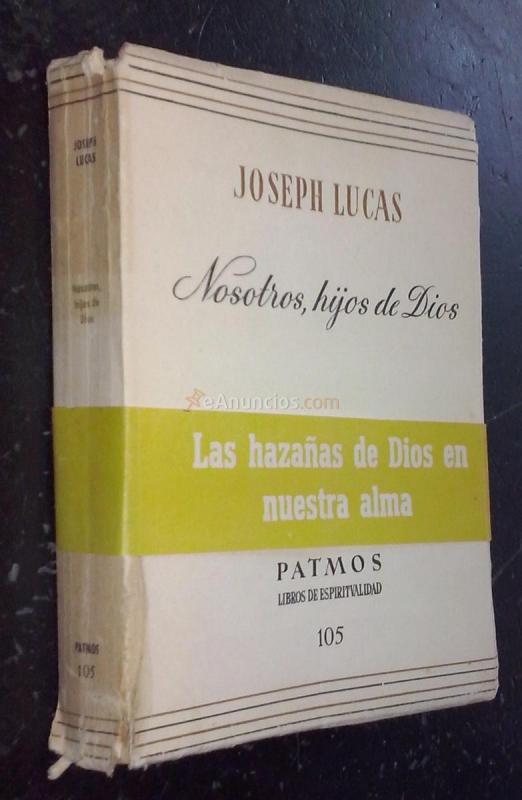 JOSEPH
LUCAS
Nosotros,
hijos de
Dios
PATMOS
105
JOSEPH LUCAS
Nosotros, hijos de Dios
eAnuncios.com
Las hazañas de Dios en
nuestra alma
PATMOS
LIBROS DE ESPIRITVALIDAD
105